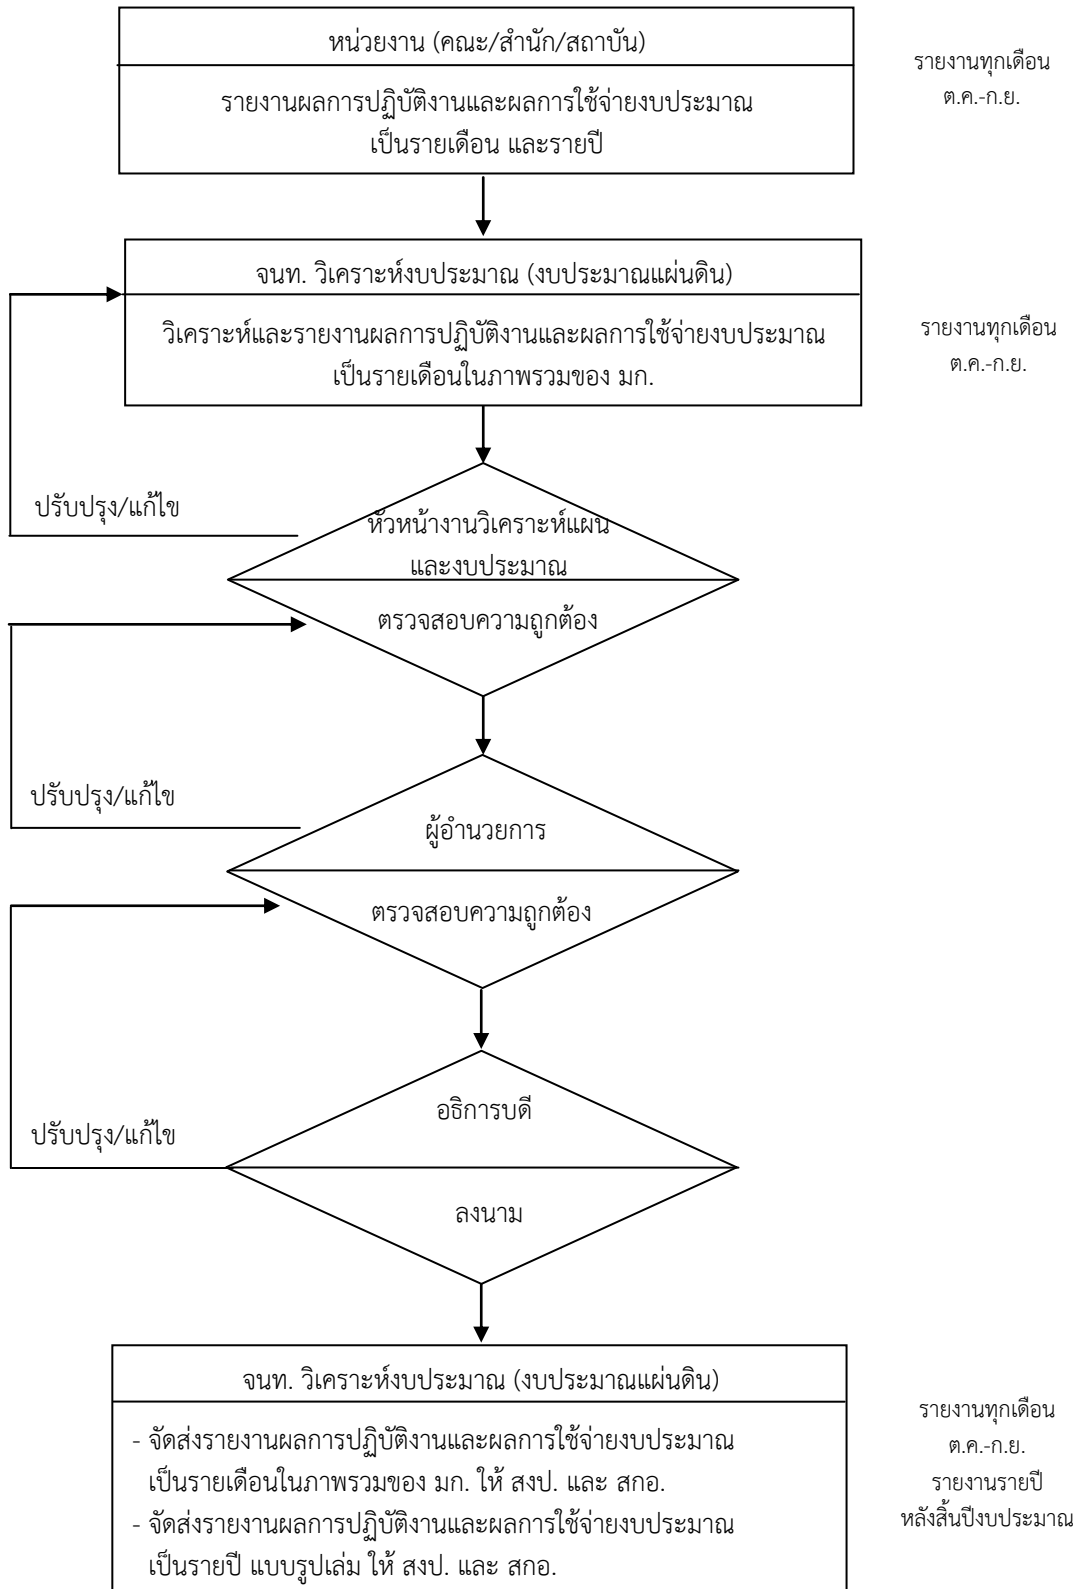 หน่วยงาน (คณะ/สำนัก/สถาบัน)
รายงานผลการปฏิบัติงานและผลการใช้จ่ายงบประมาณ
เป็นรายเดือน และรายปี
รายงานทุกเดือน
ต.ค.-ก.ย.
จนท. วิเคราะห์งบประมาณ (งบประมาณแผ่นดิน)
วิเคราะห์และรายงานผลการปฏิบัติงานและผลการใช้จ่ายงบประมาณ
เป็นรายเดือนในภาพรวมของ มก.
รายงานทุกเดือน
ต.ค.-ก.ย.
ปรับปรุง/แก้ไข
หัวหน้างานวิเคราะห์แผน
และงบประมาณ
ตรวจสอบความถูกต้อง
ปรับปรุง/แก้ไข
ผู้อำนวยการ
ตรวจสอบความถูกต้อง
ปรับปรุง/แก้ไข
อธิการบดี
ลงนาม
จนท. วิเคราะห์งบประมาณ (งบประมาณแผ่นดิน)
- จัดส่งรายงานผลการปฏิบัติงานและผลการใช้จ่ายงบประมาณ
เป็นรายเดือนในภาพรวมของ มก. ให้ สงป. และ สกอ.
- จัดส่งรายงานผลการปฏิบัติงานและผลการใช้จ่ายงบประมาณ
เป็นรายปี แบบรูปเล่ม ให้ สงป. และ สกอ.
รายงานทุกเดือน
ต.ค.-ก.ย.
รายงานรายปี
หลังสิ้นปีงบประมาณ